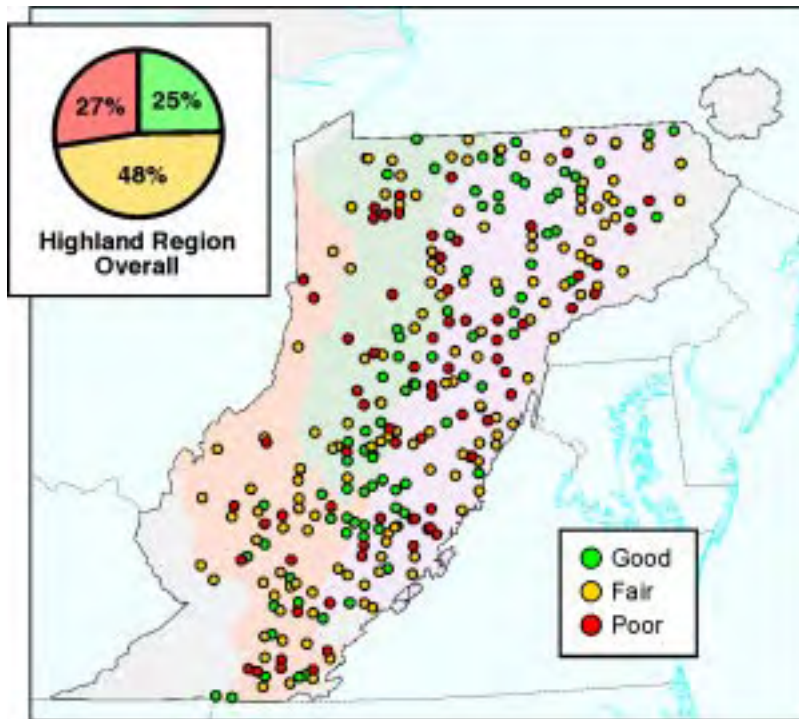 27%
25%
48%
Highland Region
Overall
Good
Fair
Poor